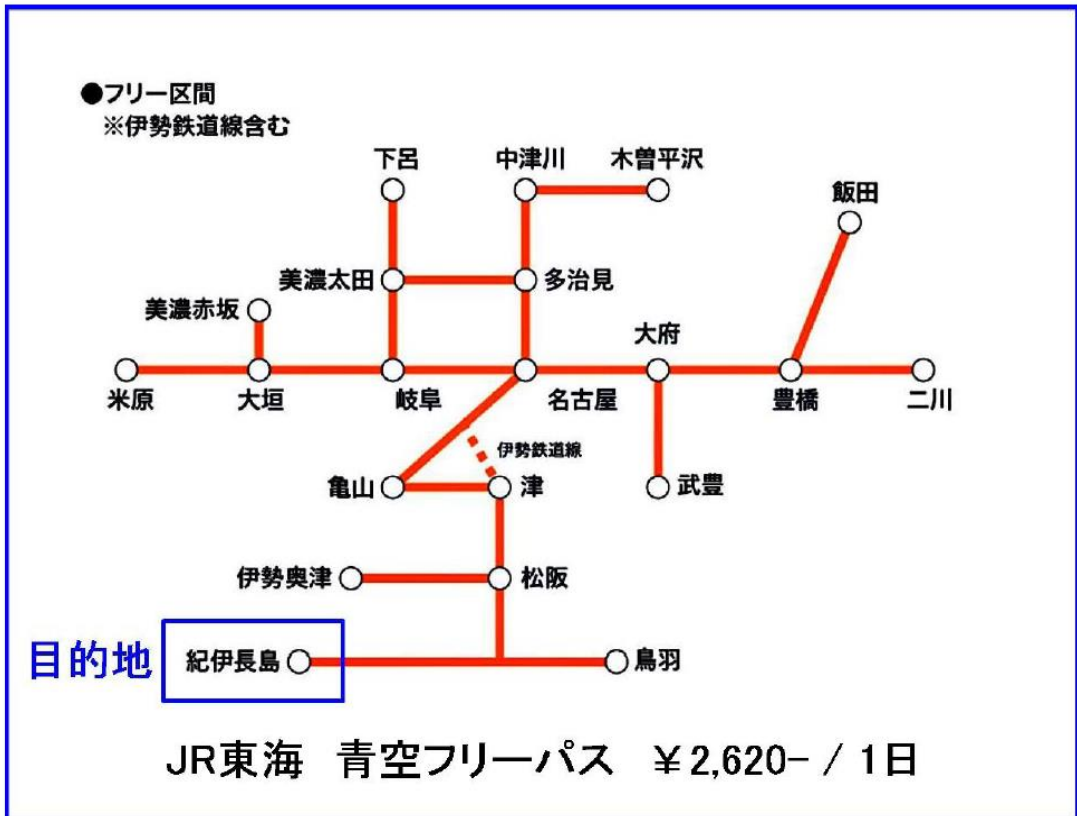 ●フリー区間
※伊勢鉄道線含む
下呂
中津川
木曽平沢
飯田
美濃太田
多治見
美濃赤坂
大府
米原
大垣
岐阜
名古屋
豊橋
二川
伊勢鉄道線
亀山
津
武豊
伊勢奥津
松阪
目的地
紀伊長島
鳥羽
JR東海 青空フリーパス ￥2,620- / 1日